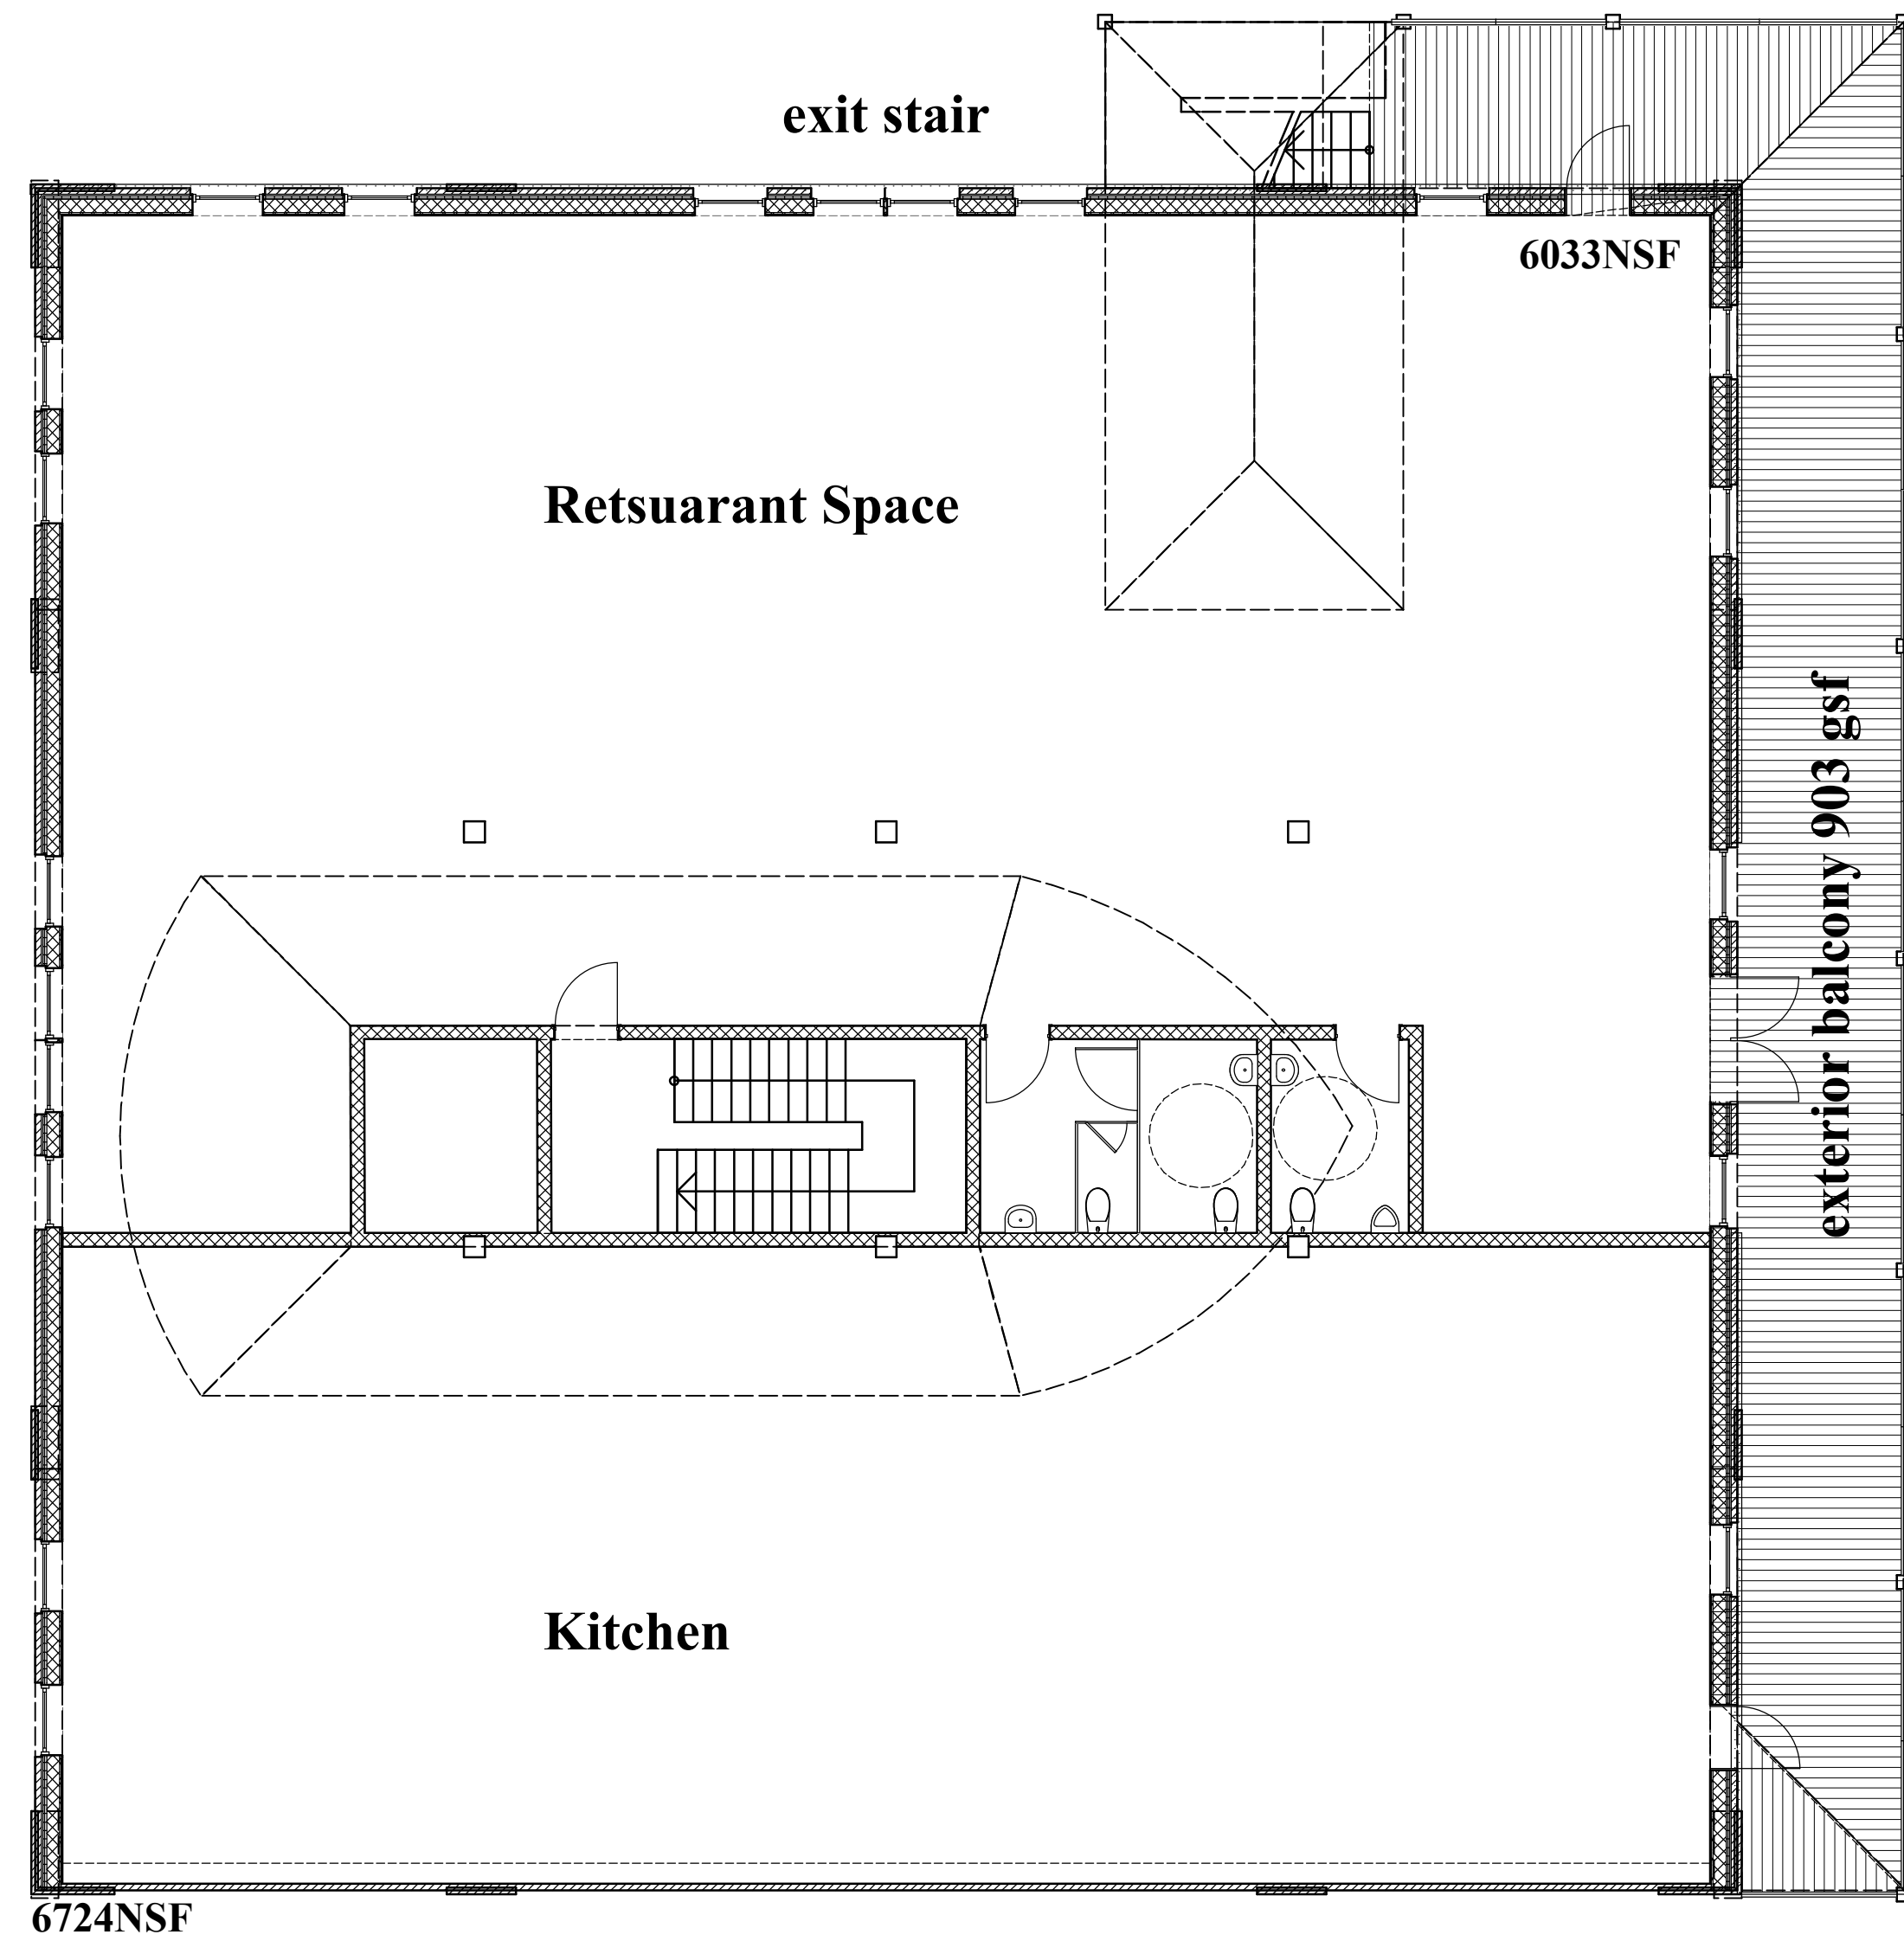 exit stair
6033NSF
Retsuarant Space
exterior balcony 903 gsf
Kitchen
6724NSF